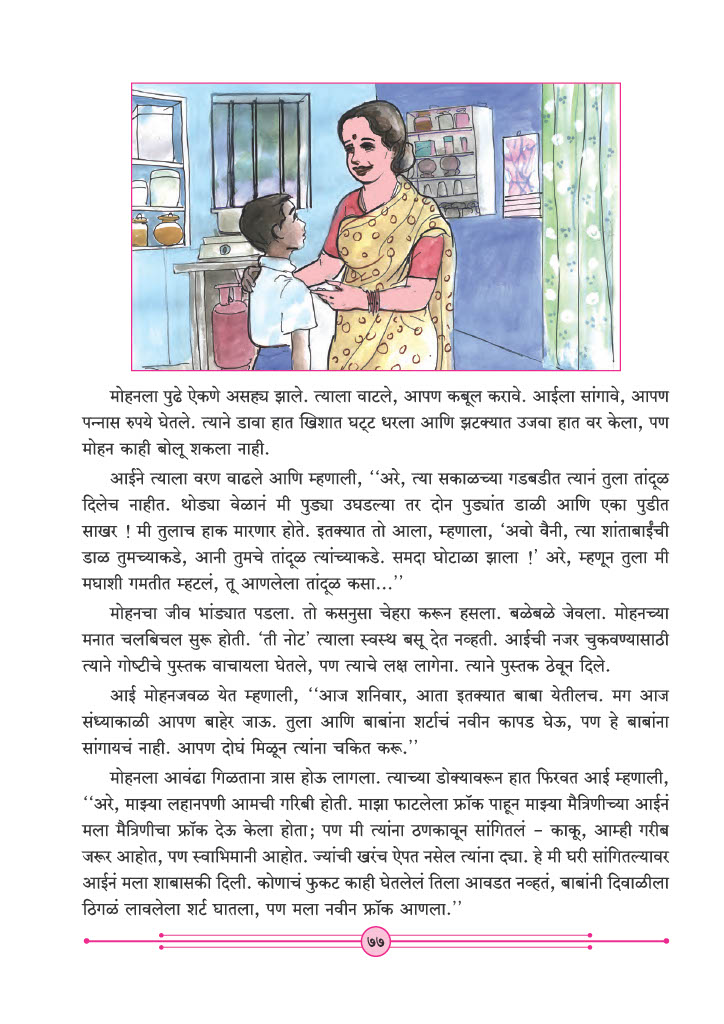 मोहनला पुढे ऐकणे असह्य झाले. त्याला वाटले, आपण कबूल करावे. आईला सांगावे, आपण
पन्नास रुपये घेतले. त्याने डावा हात खिशात घट्ट धरला आणि झटक्यात उजवा हात वर केला, पण
मोहन काही बोलू शकला नाही.
आईने त्याला वरण वाढले आणि म्हणाली, ‘‘अरे, त्या सकाळच्या गडबडीत त्यानं तुला तांदूळ
दिलेच नाहीत. थोड्या वेळानं मी पुड्या उघडल्या तर दोन पुड्यांत डाळी आणि एका पुडीत
साखर ! मी तुलाच हाक मारणार होते. इतक्यात तो आला, म्हणाला, ‘अवो वैनी, त्या शांताबाईंची
डाळ तुमच्याकडे, आनी तुमचे तांदूळ त्यांच्याकडे. समदा घोटाळा झाला !’ अरे, म्हणून तुला मी
मघाशी गमतीत म्हटलं, तू आणलेला तांदूळ कसा...’’
मोहनचा जीव भांड्यात पडला. तो कसनुसा चेहरा करून हसला. बळेबळे जेवला. मोहनच्या
मनात चलबिचल सुरू होती. ‘ती नोट’ त्याला स्वस्थ बसू देत नव्हती. आईची नजर चुकवण्यासाठी
त्याने गोष्टीचे पुस्तक वाचायला घेतले, पण त्याचे लक्ष लागेना. त्याने पुस्तक ठेवून दिले.
आई मोहनजवळ येत म्हणाली, ‘‘आज शनिवार, आता इतक्यात बाबा येतीलच. मग आज
संध्याकाळी आपण बाहेर जाऊ. तुला आणि बाबांना शर्टाचं नवीन कापड घेऊ, पण हे बाबांना
सांगायचं नाही. आपण दोघं मिळून त्यांना चकित करू.’’
मोहनला आवंढा गिळताना त्रास होऊ लागला. त्याच्या डोक्यावरून हात फिरवत आई म्हणाली,
‘‘अरे, माझ्या लहानपणी आमची गरिबी होती. माझा फाटलेला फ्रॉक पाहून माझ्या मैत्रिणीच्या आईनं
मला मैत्रिणीचा फ्रॉक देऊ केला होता; पण मी त्यांना ठणकावून सांगितलं – काकू, आम्ही गरीब
जरूर आहोत, पण स्वाभिमानी आहोत. ज्यांची खरंच ऐपत नसेल त्यांना द्या. हे मी घरी सांगितल्यावर
आईनं मला शाबासकी दिली. कोणाचं फुकट काही घेतलेलं तिला आवडत नव्हतं, बाबांनी दिवाळीला
ठिगळं लावलेला शर्ट घातला, पण मला नवीन फ्रॉक आणला.’’
७७